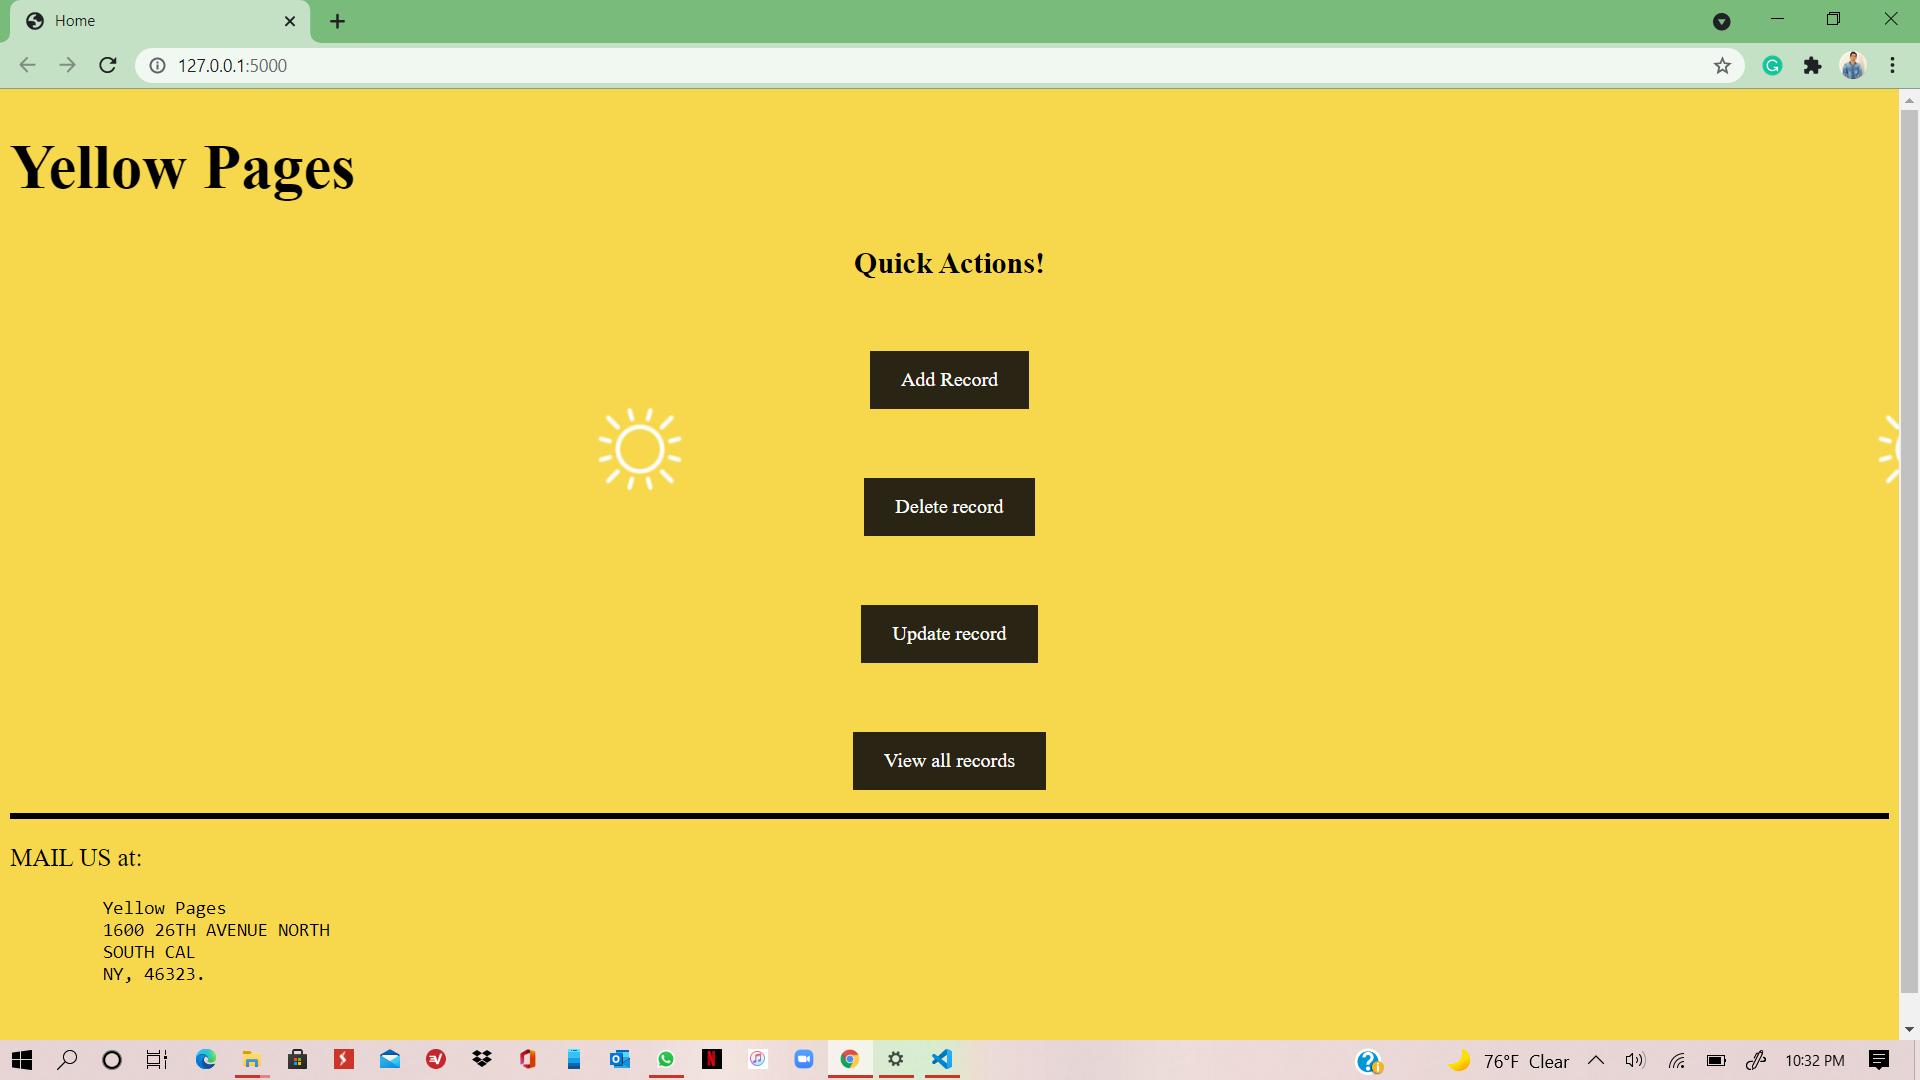 Home
127.0.0.1:5000
Yellow Pages
Quick Actions!
Add Record
Delete record
Update record
View all records
MAIL US at:
Yellow Pages
1600 26TH AVENUE NORTH
SOUTH CAL
NY, 46323.
76°F Clear
10:32 PM